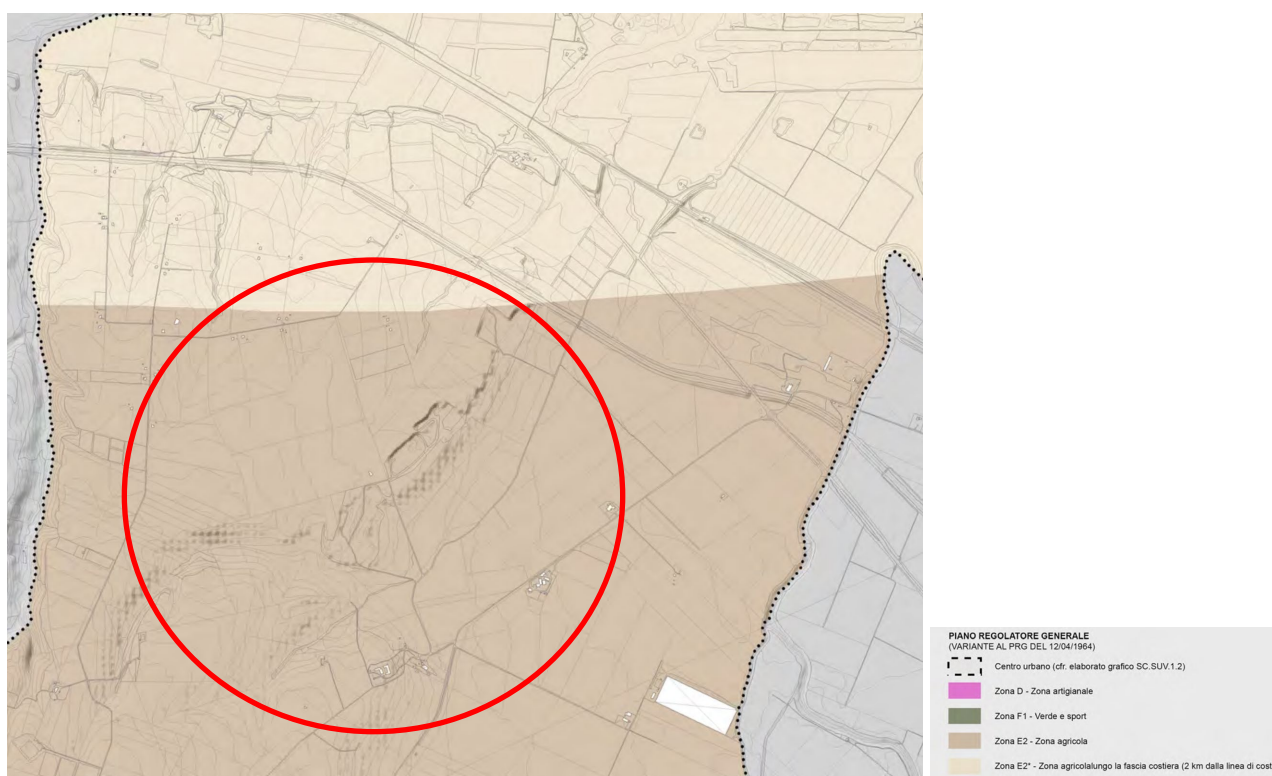 PIANO REGOLATORE GENERALE
(VARIANTE AL PRG DEL 12/04/1964)
Centro urbano (cfr. elaborato grafico SC.SUV.1.2)
Zona D - Zona artigianale
Zona F1 - Verde e sport
Zona E2 - Zona agricola
Zona E2* - Zona agricolalungo la fascia costiera (2 km dalla linea di cost